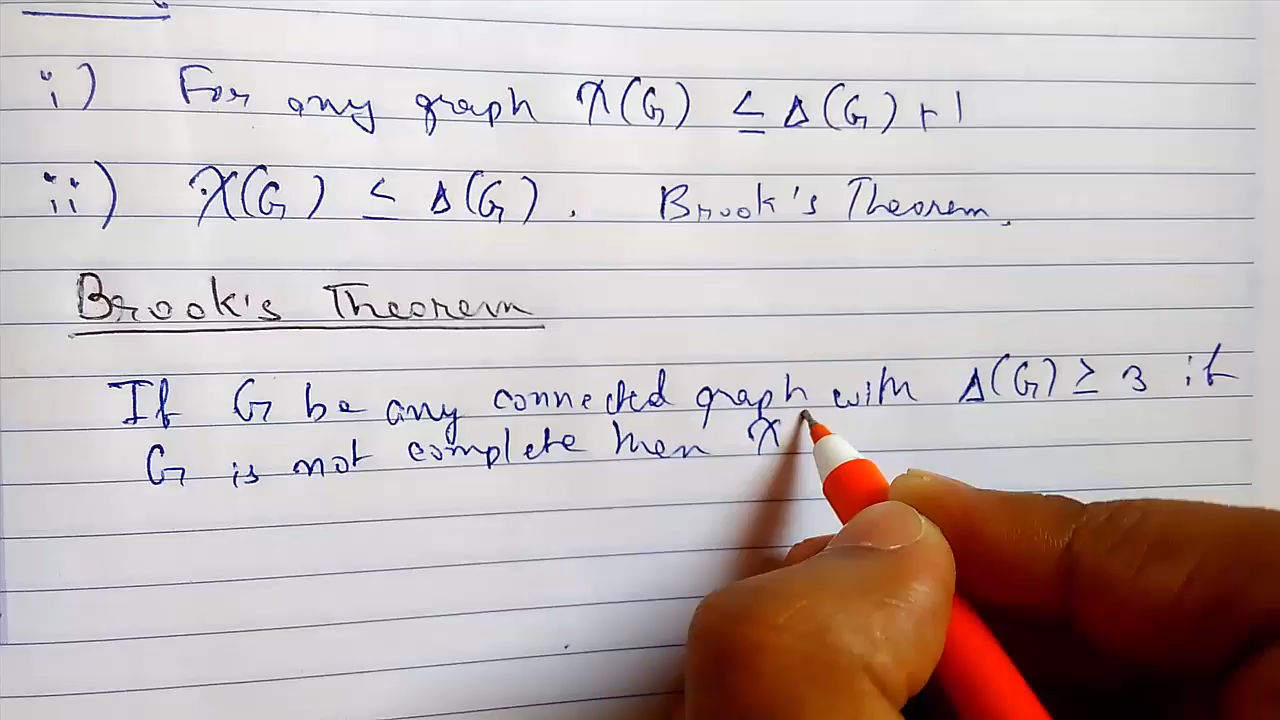 i) For any graph χ(G) ≤ Δ(G)+1
ii) χ(G) ≤ Δ(G). Brook's Theorem.
Brook's Theorem
If G be any connected graph with Δ(G) ≥ 3 if
G is not complete then χ